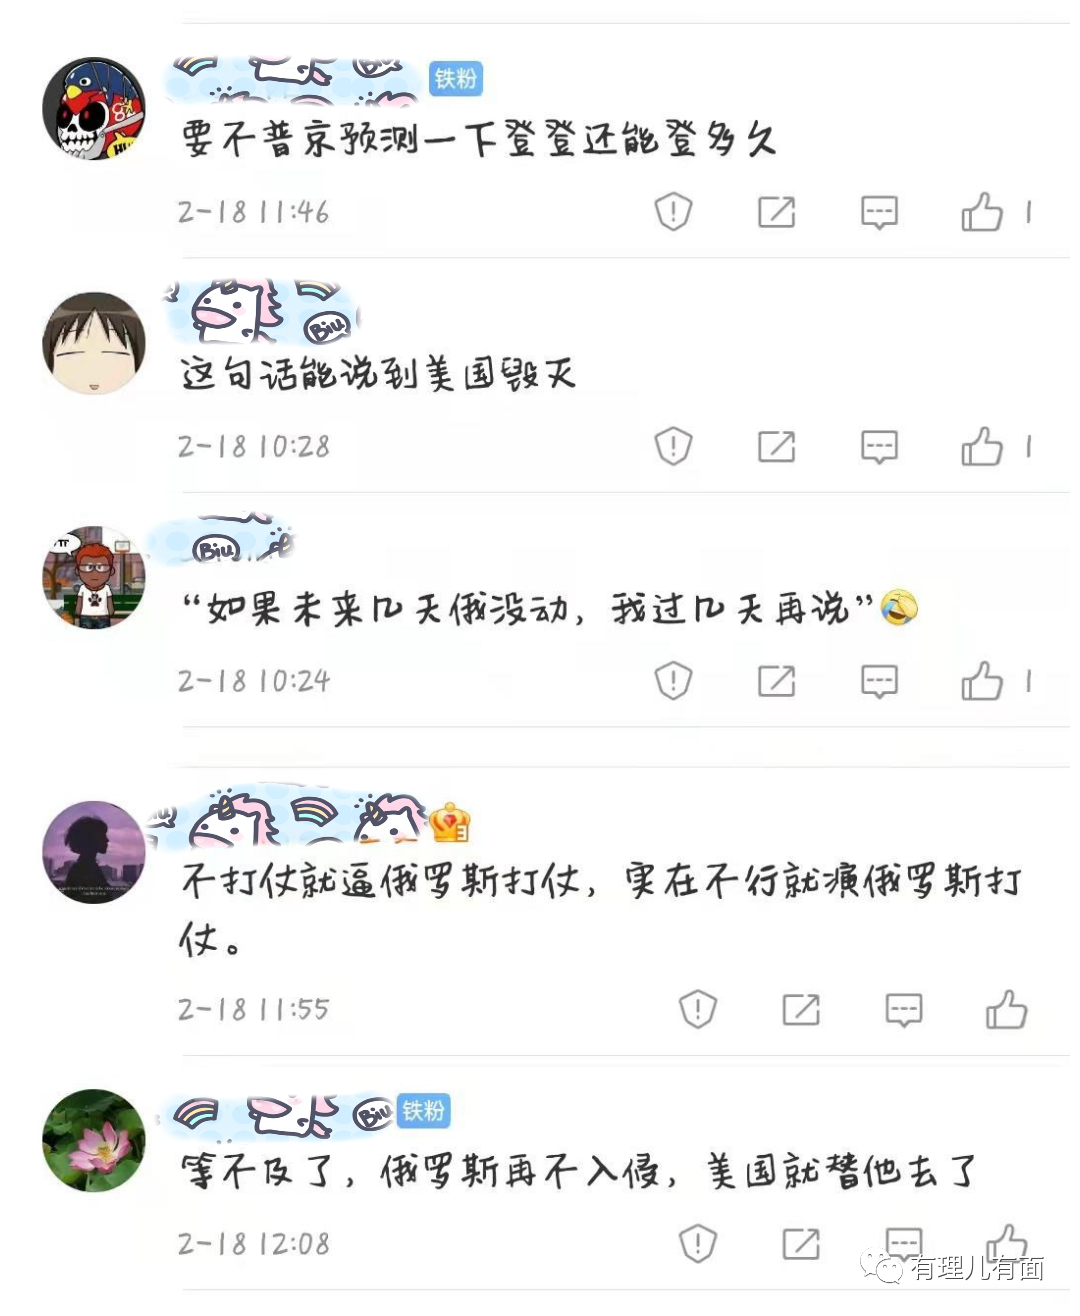 铁粉
要不普京预测一下登登还能登多久
2-18 11:46
1
Biu
这句话能说到美国毁灭
2-18 10:28
1
Biu
“如果未来几天俄没动，我过几天再说”
2-18 10:24
1
不打仗就逼俄罗斯打仗，实在不行就演俄罗斯打
仗。
2-18 11:55
Biu
铁粉
等不及了，俄罗斯再不入侵，美国就替他去了
2-18 12:08
有理儿有面